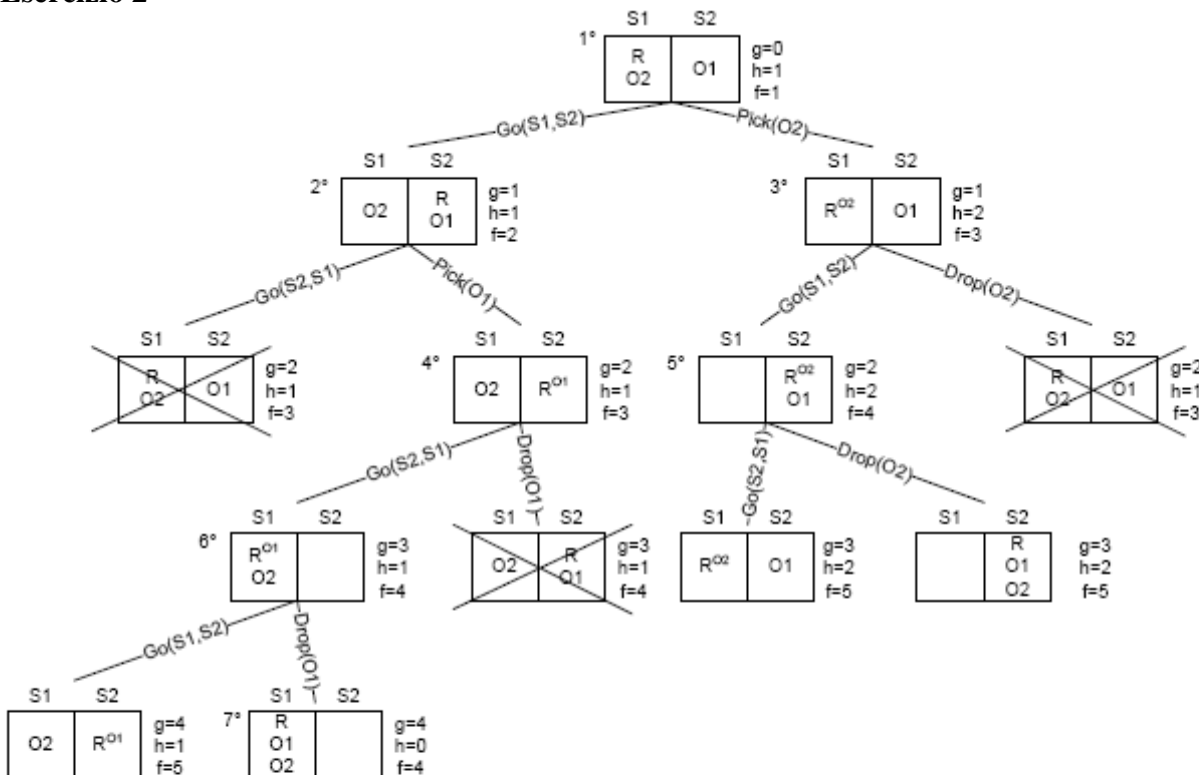 Esercizio 2
S1 S2
1° R O2 O1 g=0 h=1 f=1
Go(S1,S2) Pick(O2)
S1 S2 S1 S2
2° O2 R O1 g=1 h=1 f=2
3° R^O2 O1 g=1 h=2 f=3
Go(S2,S1) Pick(O1) Go(S1,S2) Drop(O2)
S1 S2 S1 S2 S1 S2 S1 S2
R O2 O1 g=2 h=1 f=3
4° O2 R^O1 g=2 h=1 f=3
5° R^O2 O1 g=2 h=2 f=4
R O2 O1 g=2 h=1 f=3
Go(S2,S1) Drop(O1) Go(S2,S1) Drop(O2)
S1 S2 S1 S2 S1 S2 S1 S2
6° R^O1 O2 g=3 h=1 f=4
O2 R O1 g=3 h=1 f=4
R^O2 O1 g=3 h=2 f=5
R O1 O2 g=3 h=2 f=5
Go(S1,S2) Drop(O1)
S1 S2 S1 S2
O2 R^O1 g=4 h=1 f=5
7° R O1 O2 g=4 h=0 f=4